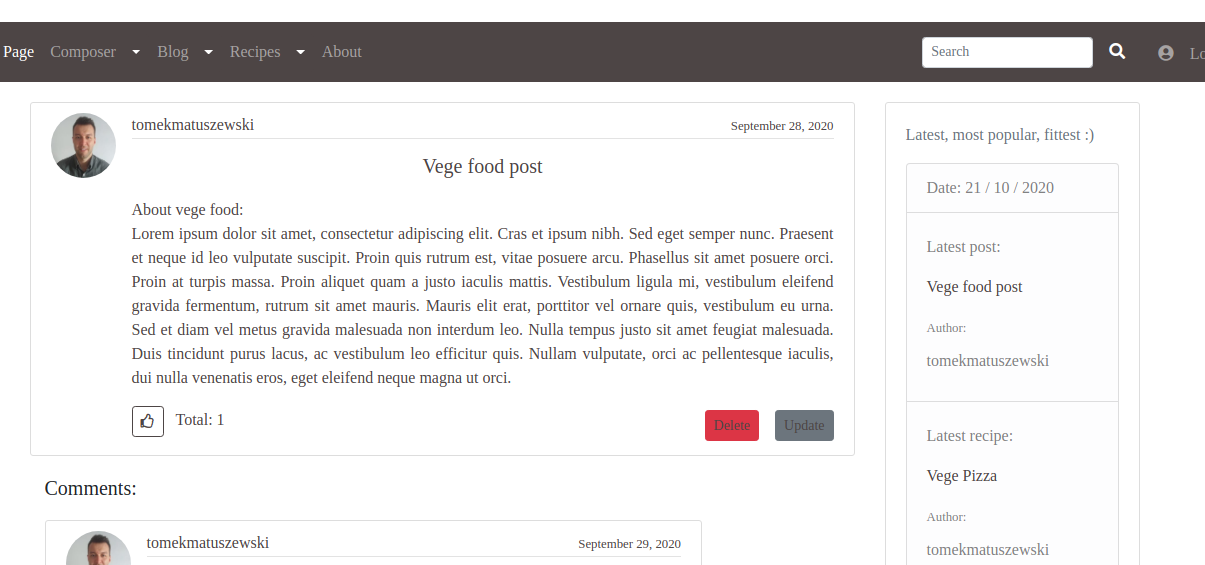 Page Composer Blog Recipes About Search
tomekmatuszewski September 28, 2020
Vege food post
About vege food:
Lorem ipsum dolor sit amet, consectetur adipiscing elit. Cras et ipsum nibh. Sed eget semper nunc. Praesent
et neque id leo vulputate suscipit. Proin quis rutrum est, vitae posuere arcu. Phasellus sit amet posuere orci.
Proin at turpis massa. Proin aliquet quam a justo iaculis mattis. Vestibulum ligula mi, vestibulum eleifend
gravida fermentum, rutrum sit amet mauris. Mauris elit erat, porttitor vel ornare quis, vestibulum eu urna.
Sed et diam vel metus gravida malesuada non interdum leo. Nulla tempus justo sit amet feugiat malesuada.
Duis tincidunt purus lacus, ac vestibulum leo efficitur quis. Nullam vulputate, orci ac pellentesque iaculis,
dui nulla venenatis eros, eget eleifend neque magna ut orci.
Total: 1 Delete Update
Comments:
tomekmatuszewski September 29, 2020
Latest, most popular, fittest :)
Date: 21 / 10 / 2020
Latest post:
Vege food post
Author:
tomekmatuszewski
Latest recipe:
Vege Pizza
Author:
tomekmatuszewski